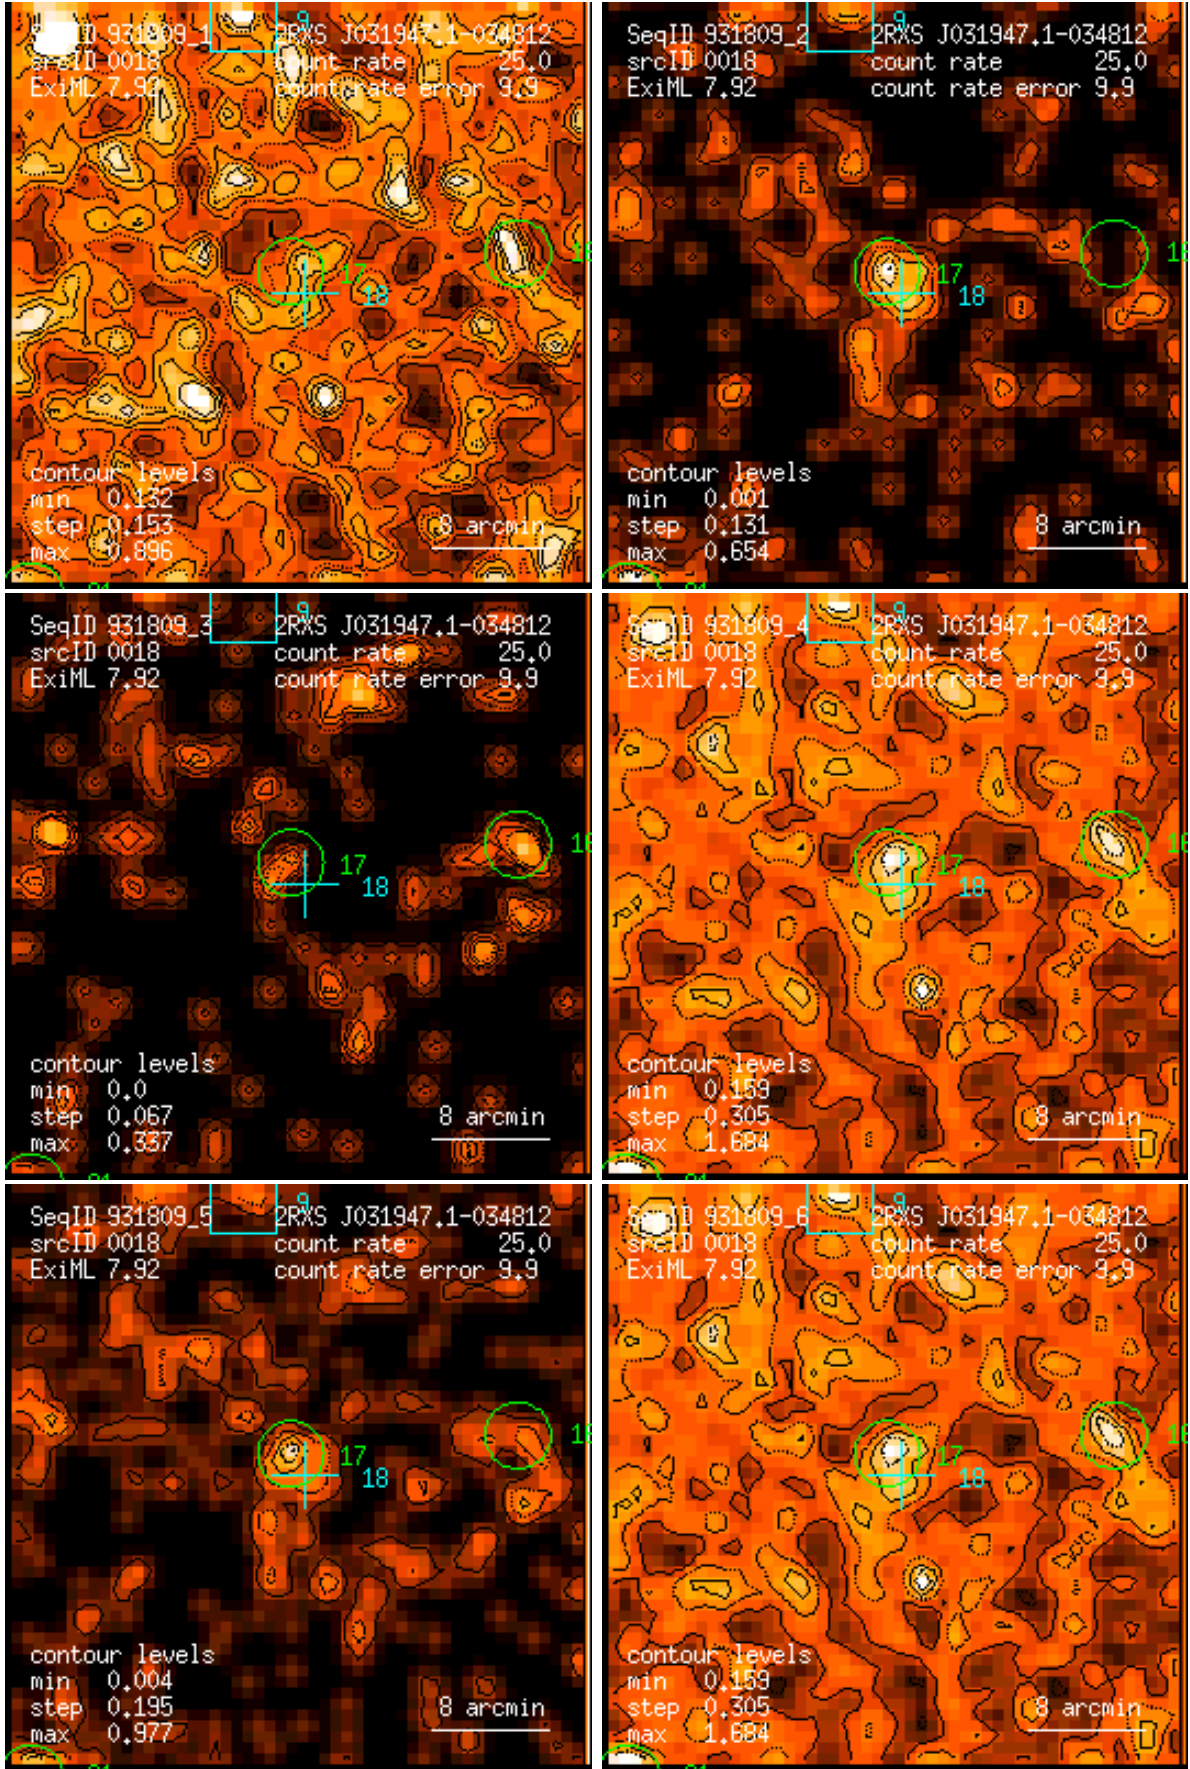 SeqID 931809_1 2RXS J031947.1-034812
srcID 0018 count rate 25.0
ExiML 7.92 count rate error 9.9
9
17
18
contour levels
min 0.132
step 0.153
max 0.896
8 arcmin
SeqID 931809_2 2RXS J031947.1-034812
srcID 0018 count rate 25.0
ExiML 7.92 count rate error 9.9
9
17
18
contour levels
min 0.001
step 0.131
max 0.654
8 arcmin
SeqID 931809_3 2RXS J031947.1-034812
srcID 0018 count rate 25.0
ExiML 7.92 count rate error 9.9
9
17
18
contour levels
min 0.0
step 0.067
max 0.337
8 arcmin
SeqID 931809_4 2RXS J031947.1-034812
srcID 0018 count rate 25.0
ExiML 7.92 count rate error 9.9
9
17
18
contour levels
min 0.159
step 0.305
max 1.684
8 arcmin
SeqID 931809_5 2RXS J031947.1-034812
srcID 0018 count rate 25.0
ExiML 7.92 count rate error 9.9
9
17
18
contour levels
min 0.004
step 0.195
max 0.977
8 arcmin
SeqID 931809_6 2RXS J031947.1-034812
srcID 0018 count rate 25.0
ExiML 7.92 count rate error 9.9
9
17
18
contour levels
min 0.159
step 0.305
max 1.684
8 arcmin